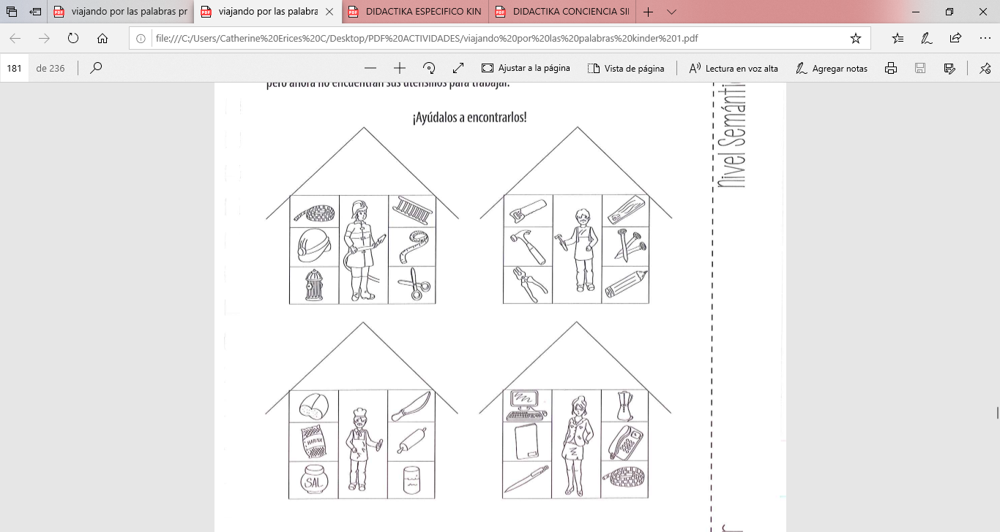 viajando por las palabras pr
viajando por las palabra
DIDACTIKA ESPECIFICO KIN
DIDACTIKA CONCIENCIA SII
file:///C:/Users/Catherine%20Erices%20C/Desktop/PDF%20ACTIVIDADES/viajando%20por%20las%20palabras%20kinder%201.pdf
181 de 236
Ajustar a la página
Vista de página
Lectura en voz alta
Agregar notas
pero ahora no encuentran sus utensilios para trabajar.
¡Ayúdalos a encontrarlos!
Nivel Semánti
HARINA
SAL